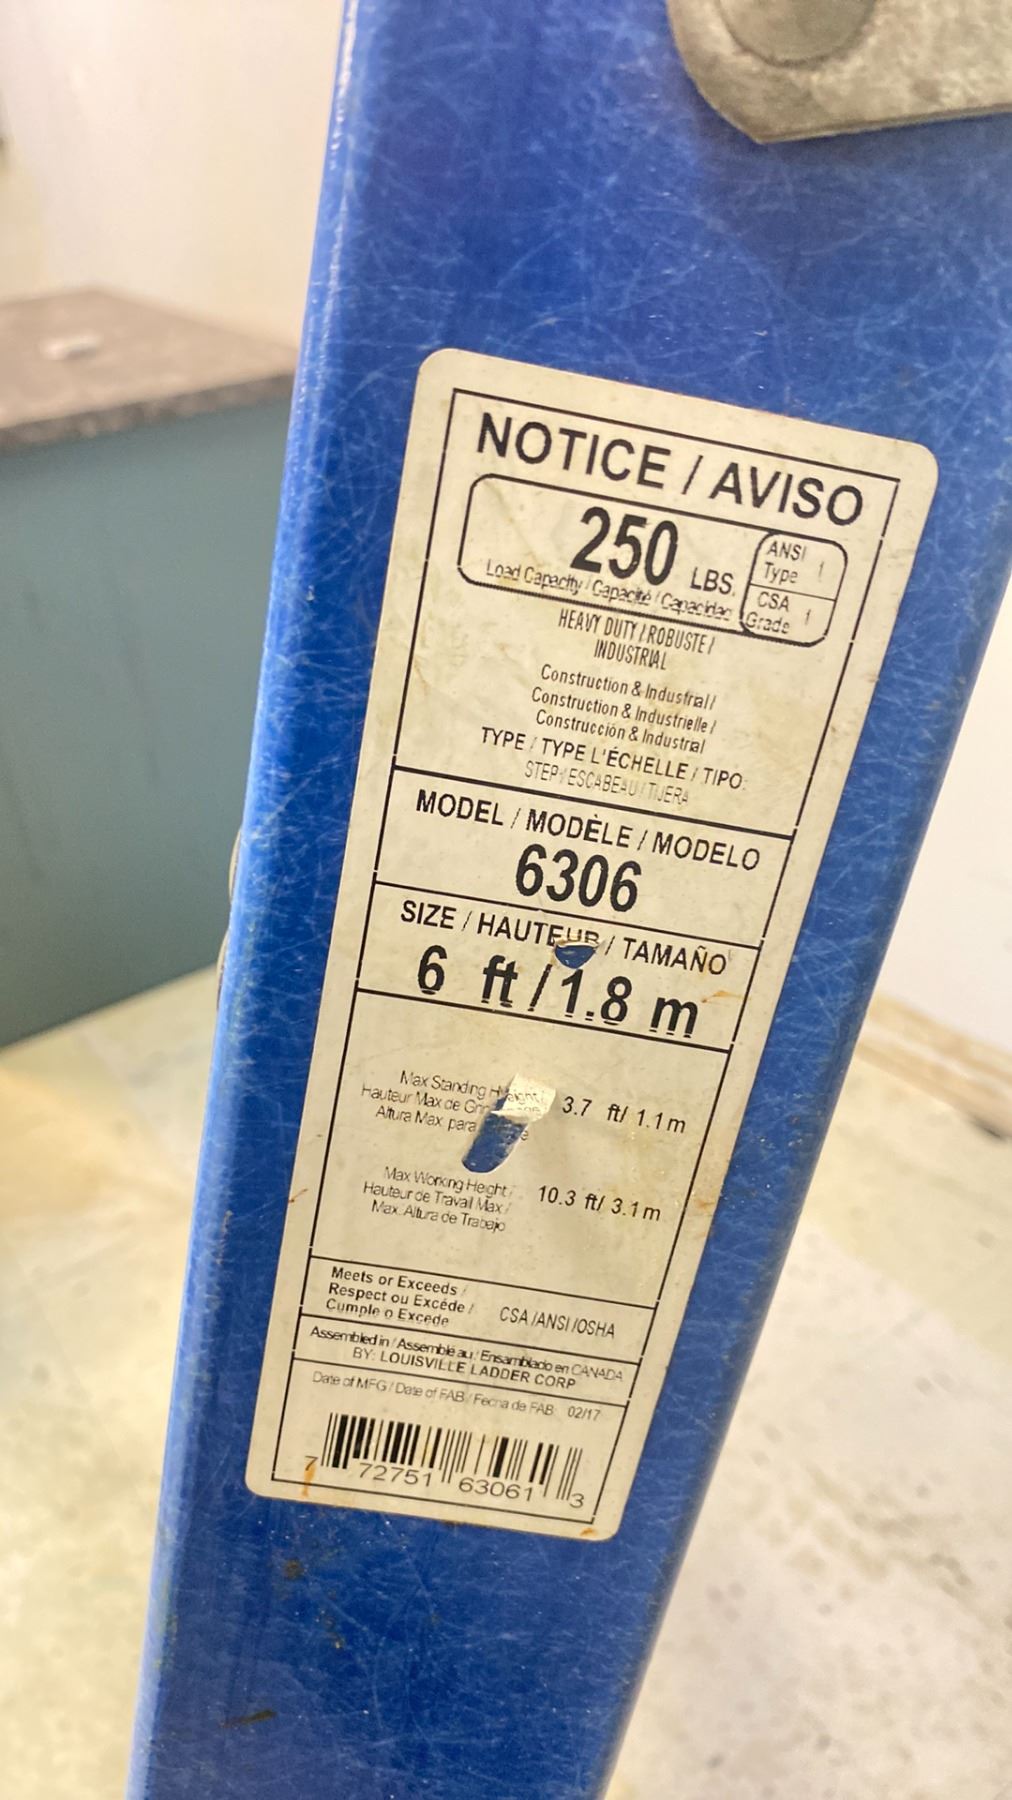 NOTICE / AVISO
250 LBS.
Load Capacity / Capacité / Capacidad
ANSI
Type 1
CSA
Grade 1
HEAVY DUTY / ROBUSTE /
INDUSTRIAL
Construction & Industrial /
Construction & Industrielle /
Construcción & Industrial
TYPE / TYPE L'ÉCHELLE / TIPO:
STEP / ESCABEAU / TIJERA
MODEL / MODÈLE / MODELO
6306
SIZE / HAUTEUR / TAMAÑO
6 ft / 1.8 m
Max Standing Height /
Hauteur Max de
Altura Max. para
3.7 ft/ 1.1 m
Max Working Height /
Hauteur de Travail Max /
Max. Altura de Trabajo
10.3 ft/ 3.1 m
Meets or Exceeds /
Respect ou Excéde /
Cumple o Excede
CSA /ANSI /OSHA
Assembled in / Assemblé au / Ensamblado en CANADA
BY: LOUISVILLE LADDER CORP
Date of MFG / Date of FAB / Fecha de FAB: 02/17
7 72751 63061 3